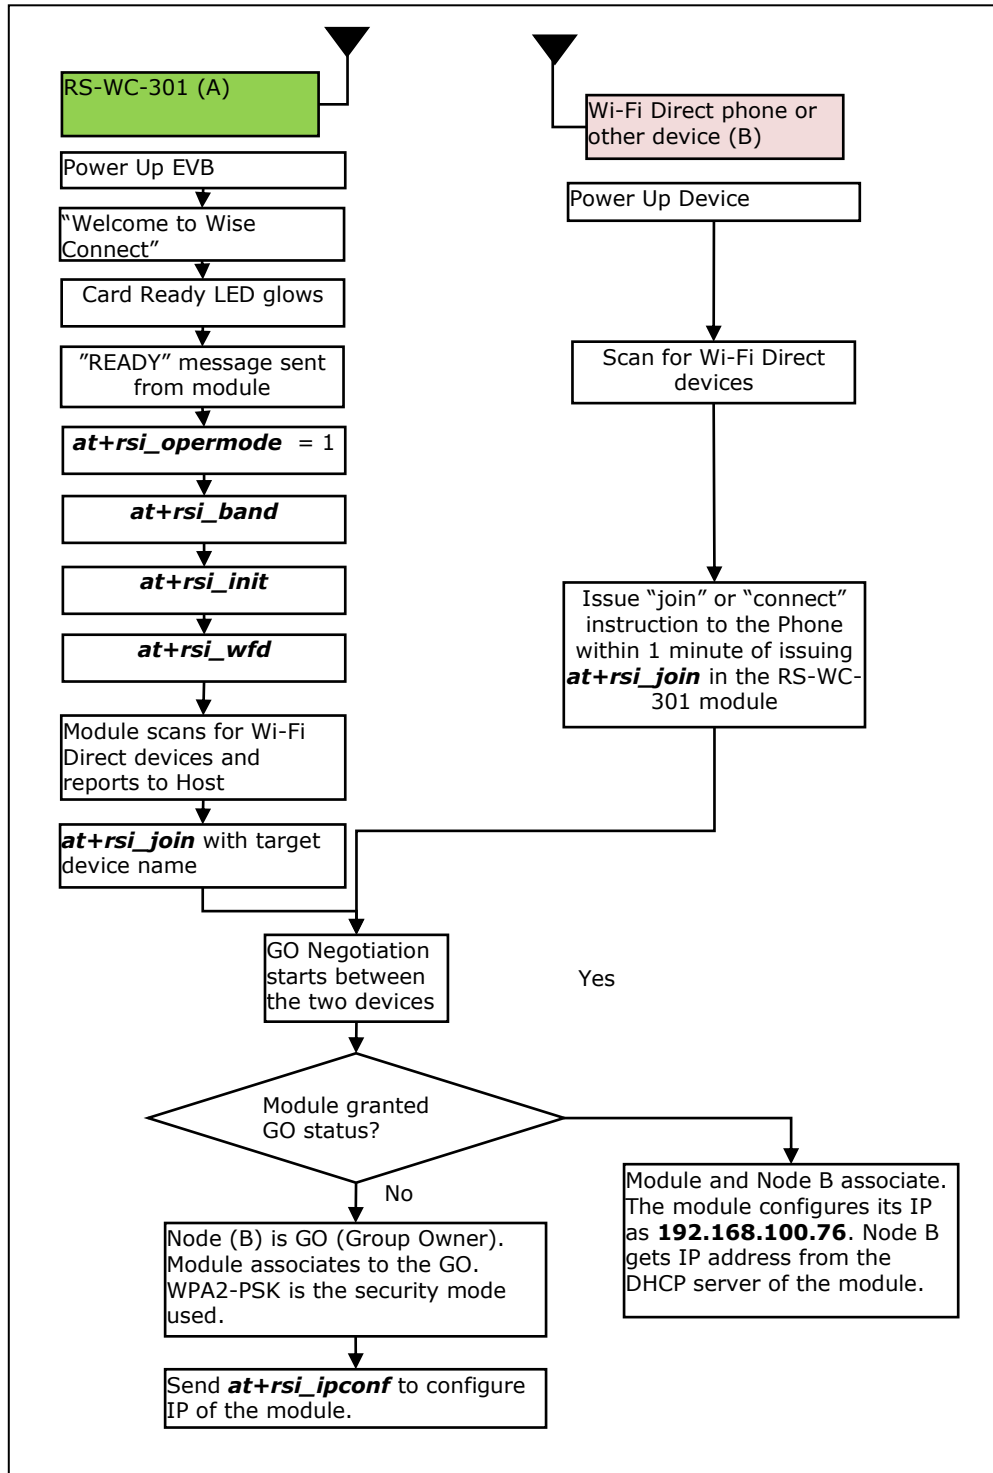 RS-WC-301 (A)
Power Up EVB
“Welcome to Wise
Connect”
Card Ready LED glows
”READY” message sent
from module
at+rsi_opermode = 1
at+rsi_band
at+rsi_init
at+rsi_wfd
Module scans for Wi-Fi
Direct devices and
reports to Host
at+rsi_join with target
device name
Wi-Fi Direct phone or
other device (B)
Power Up Device
Scan for Wi-Fi Direct
devices
Issue “join” or “connect”
instruction to the Phone
within 1 minute of issuing
at+rsi_join in the RS-WC-
301 module
GO Negotiation
starts between
the two devices
Yes
Module granted
GO status?
No
Module and Node B associate.
The module configures its IP
as 192.168.100.76. Node B
gets IP address from the
DHCP server of the module.
Node (B) is GO (Group Owner).
Module associates to the GO.
WPA2-PSK is the security mode
used.
Send at+rsi_ipconf to configure
IP of the module.